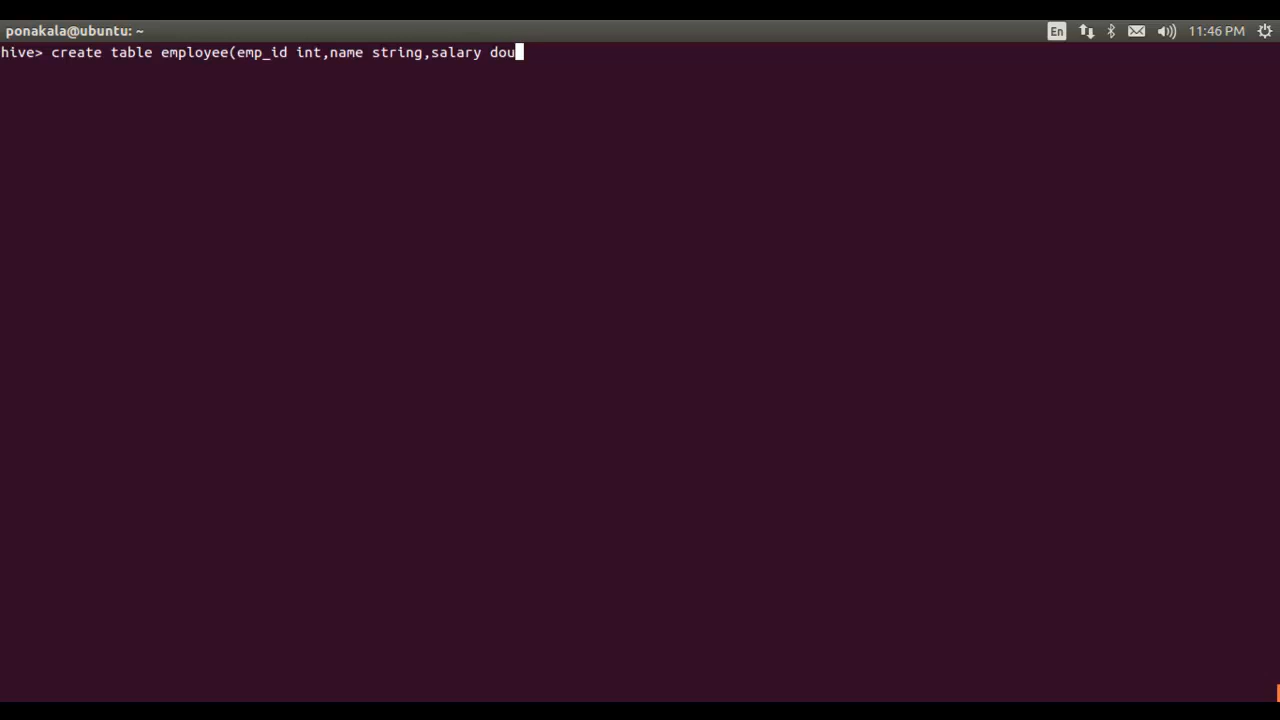 ponakala@ubuntu: ~
En
11:46 PM
hive> create table employee(emp_id int,name string,salary dou